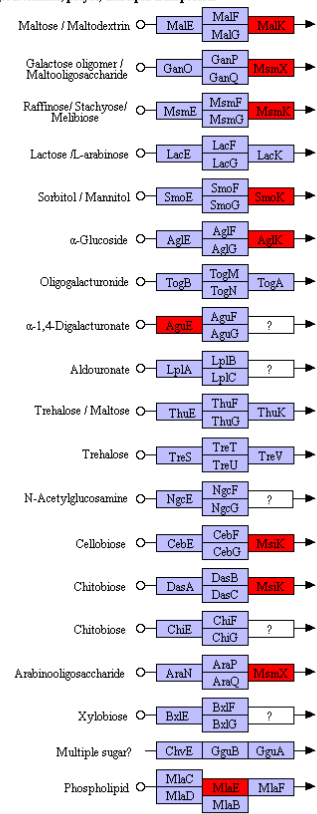 Maltose / Maltodextrin MalE MalF MalK
MalG
Galactose oligomer / GanO GanP MsmX
Maltooligosaccharide GanQ
Raffinose/ Stachyose/ MsmE MsmF MsmK
Melibiose MsmG
Lactose /L-arabinose LacE LacF LacK
LacG
Sorbitol / Mannitol SmoE SmoF SmoK
SmoG
α-Glucoside AglE AglF AglK
AglG
Oligogalacturonide TogB TogM TogA
TogN
α-1,4-Digalacturonate AguE AguF ?
AguG
Aldouronate LplA LplB ?
LplC
Trehalose / Maltose ThuE ThuF ThuK
ThuG
Trehalose TreS TreT TreV
TreU
N-Acetylglucosamine NgcE NgcF ?
NgcG
Cellobiose CebE CebF MsiK
CebG
Chitobiose DasA DasB MsiK
DasC
Chitobiose ChiE ChiF ?
ChiG
Arabinooligosaccharide AraN AraP MsmX
AraQ
Xylobiose BxlE BxlF ?
BxlG
Multiple sugar? ChvE GguB GguA
Phospholipid MlaC MlaE MlaF
MlaD MlaB